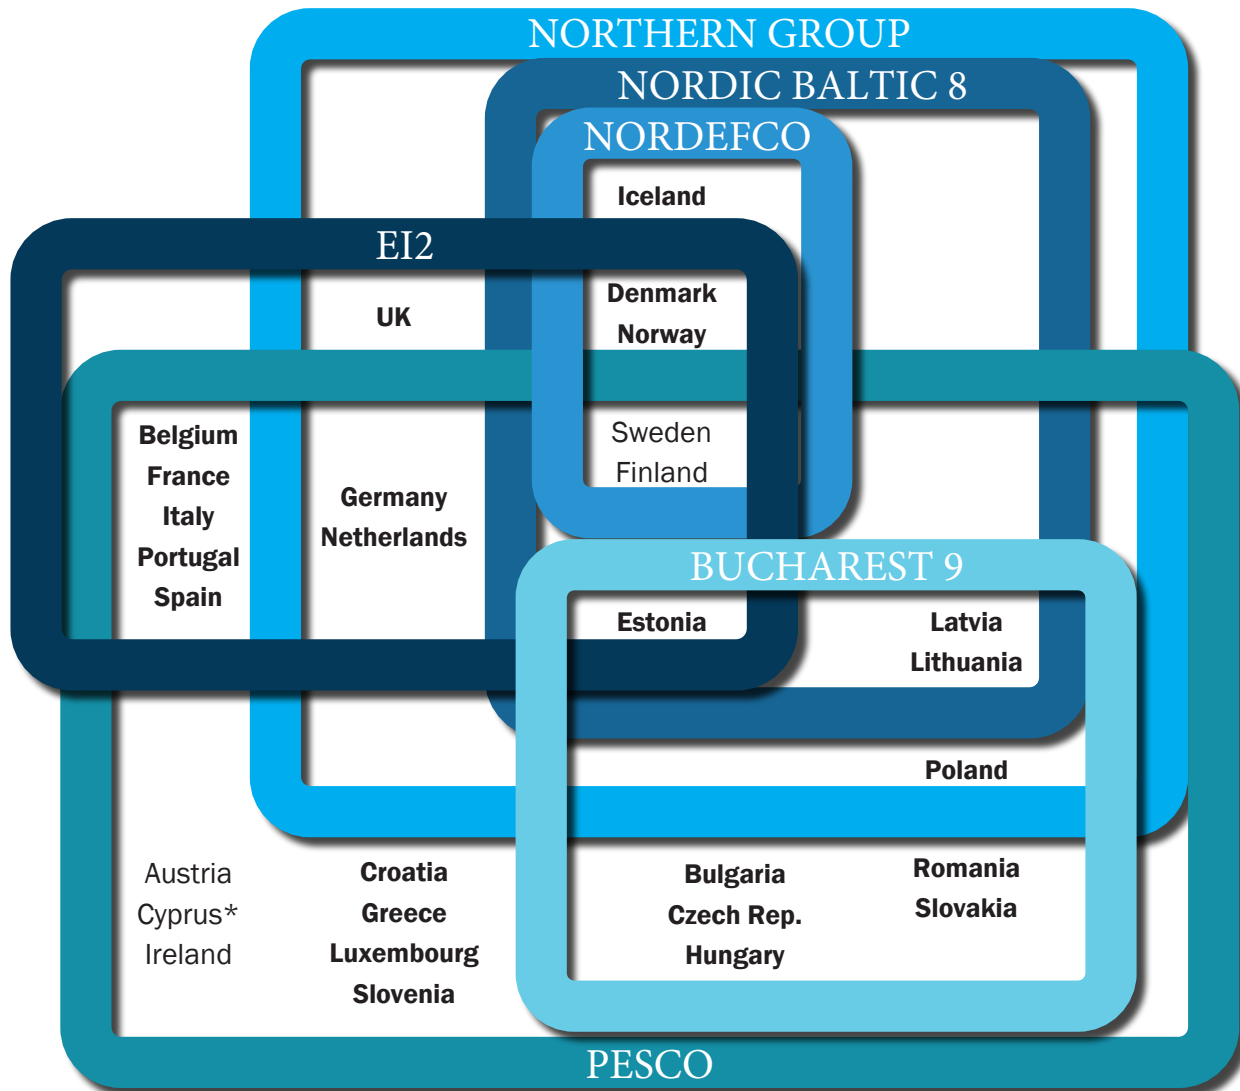 NORTHERN GROUP
NORDIC BALTIC 8
NORDEFCO
Iceland
EI2
UK
Denmark
Norway
Belgium
France
Italy
Portugal
Spain
Germany
Netherlands
Sweden
Finland
BUCHAREST 9
Estonia
Latvia
Lithuania
Poland
Austria
Cyprus*
Ireland
Croatia
Greece
Luxembourg
Slovenia
Bulgaria
Czech Rep.
Hungary
Romania
Slovakia
PESCO